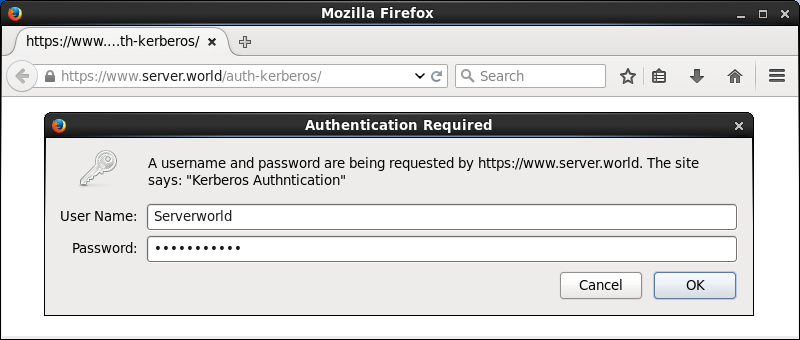 Mozilla Firefox
https://www....th-kerberos/
https://www.server.world/auth-kerberos/
Search
Authentication Required
A username and password are being requested by https://www.server.world. The site
says: "Kerberos Authntication"
User Name: Serverworld
Password: •••••••••••
Cancel OK